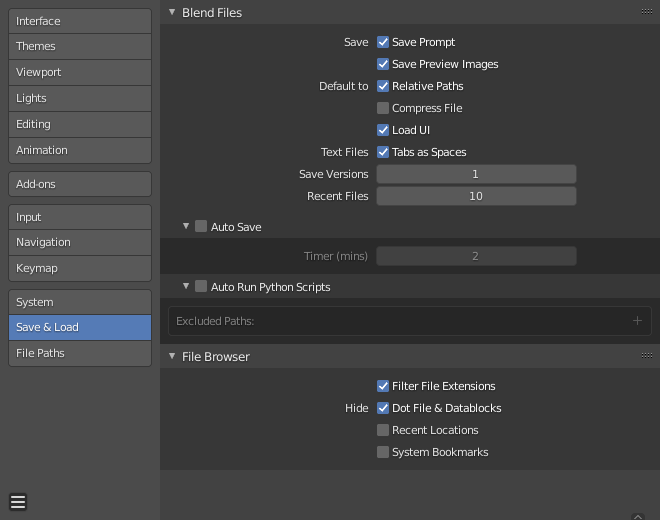 Interface
Themes
Viewport
Lights
Editing
Animation
Add-ons
Input
Navigation
Keymap
System
Save & Load
File Paths
Blend Files
Save Save Prompt
Save Preview Images
Default to Relative Paths
Compress File
Load UI
Text Files Tabs as Spaces
Save Versions 1
Recent Files 10
Auto Save
Timer (mins) 2
Auto Run Python Scripts
Excluded Paths:
File Browser
Filter File Extensions
Hide Dot File & Datablocks
Recent Locations
System Bookmarks